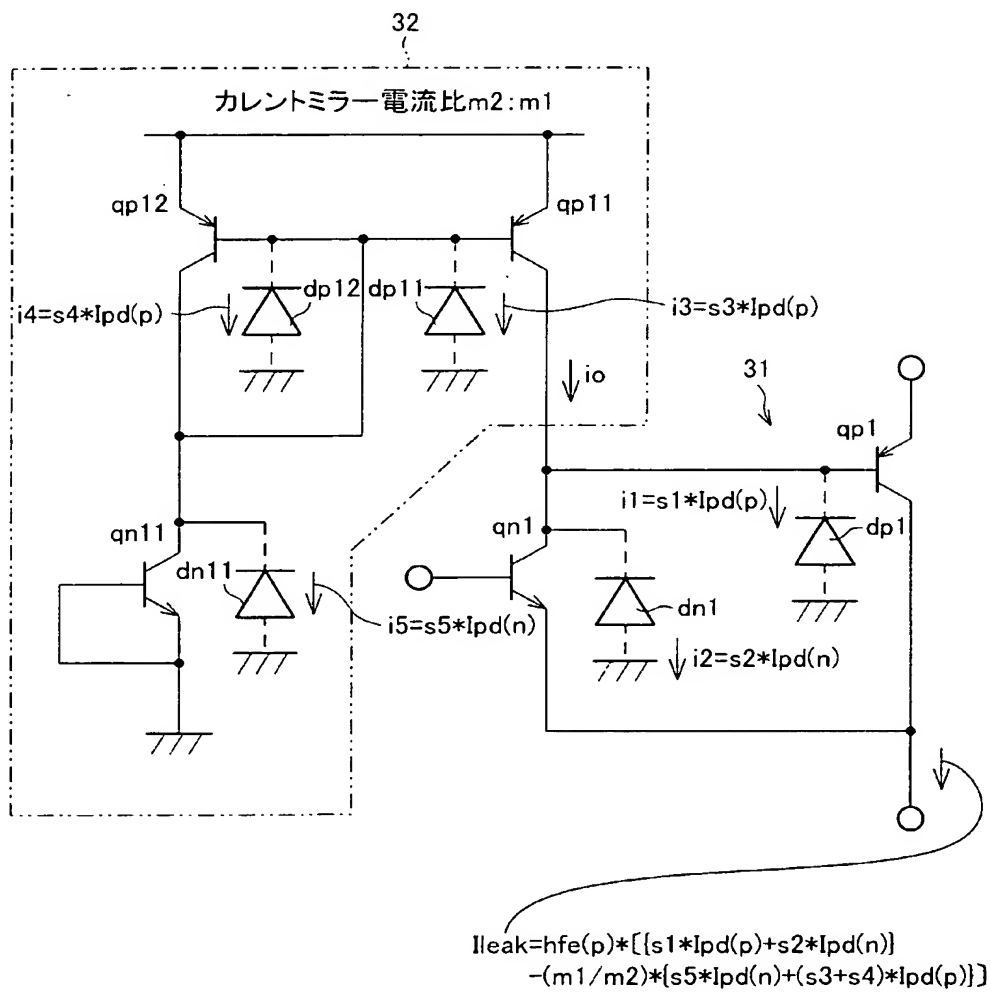 32
カレントミラー電流比m2:m1
qp12
qp11
dp12
dp11
i4=s4*Ipd(p)
i3=s3*Ipd(p)
io
31
qp1
i1=s1*Ipd(p)
dp1
qn11
dn11
i5=s5*Ipd(n)
qn1
dn1
i2=s2*Ipd(n)
Ileak=hfe(p)*[{s1*Ipd(p)+s2*Ipd(n)}
-(m1/m2)*{s5*Ipd(n)+(s3+s4)*Ipd(p)}]